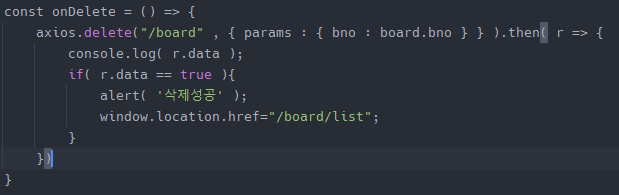 const onDelete = () => {
axios.delete("/board" , { params : { bno : board.bno } } ).then( r => {
console.log( r.data );
if( r.data == true ){
alert( '삭제성공' );
window.location.href="/board/list";
}
})
}